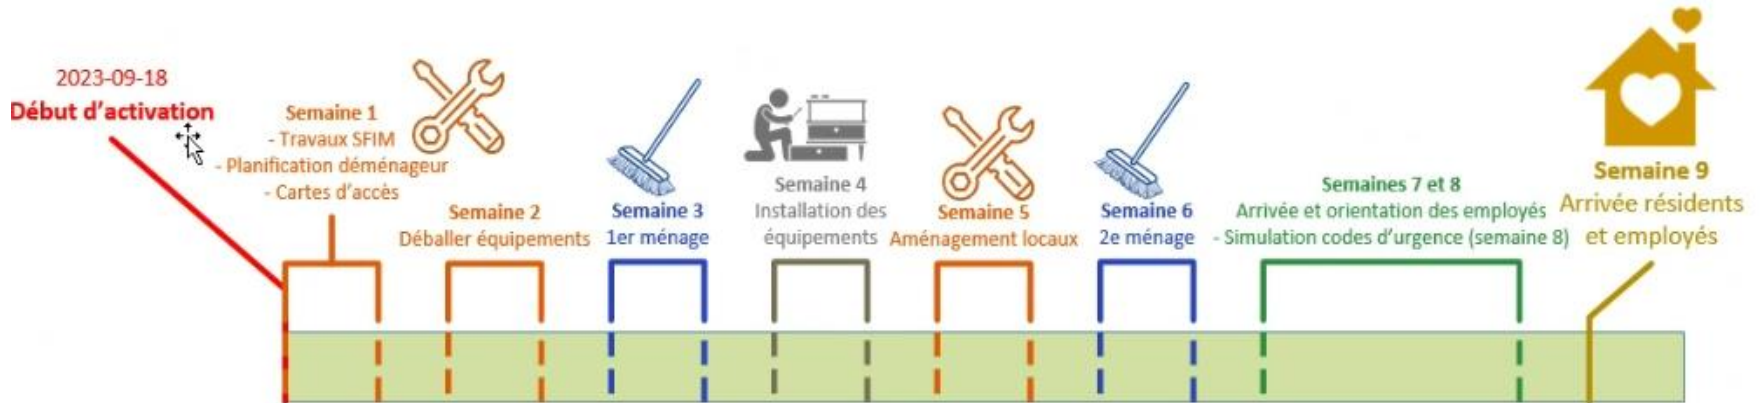 2023-09-18
Début d'activation
Semaine 1
- Travaux SFIM
- Planification déménageur
- Cartes d'accès
Semaine 2
Déballer équipements
Semaine 3
1er ménage
Semaine 4
Installation des
équipements
Semaine 5
Aménagement locaux
Semaine 6
2e ménage
Semaines 7 et 8
Arrivée et orientation des employés
- Simulation codes d'urgence (semaine 8)
Semaine 9
Arrivée résidents
et employés